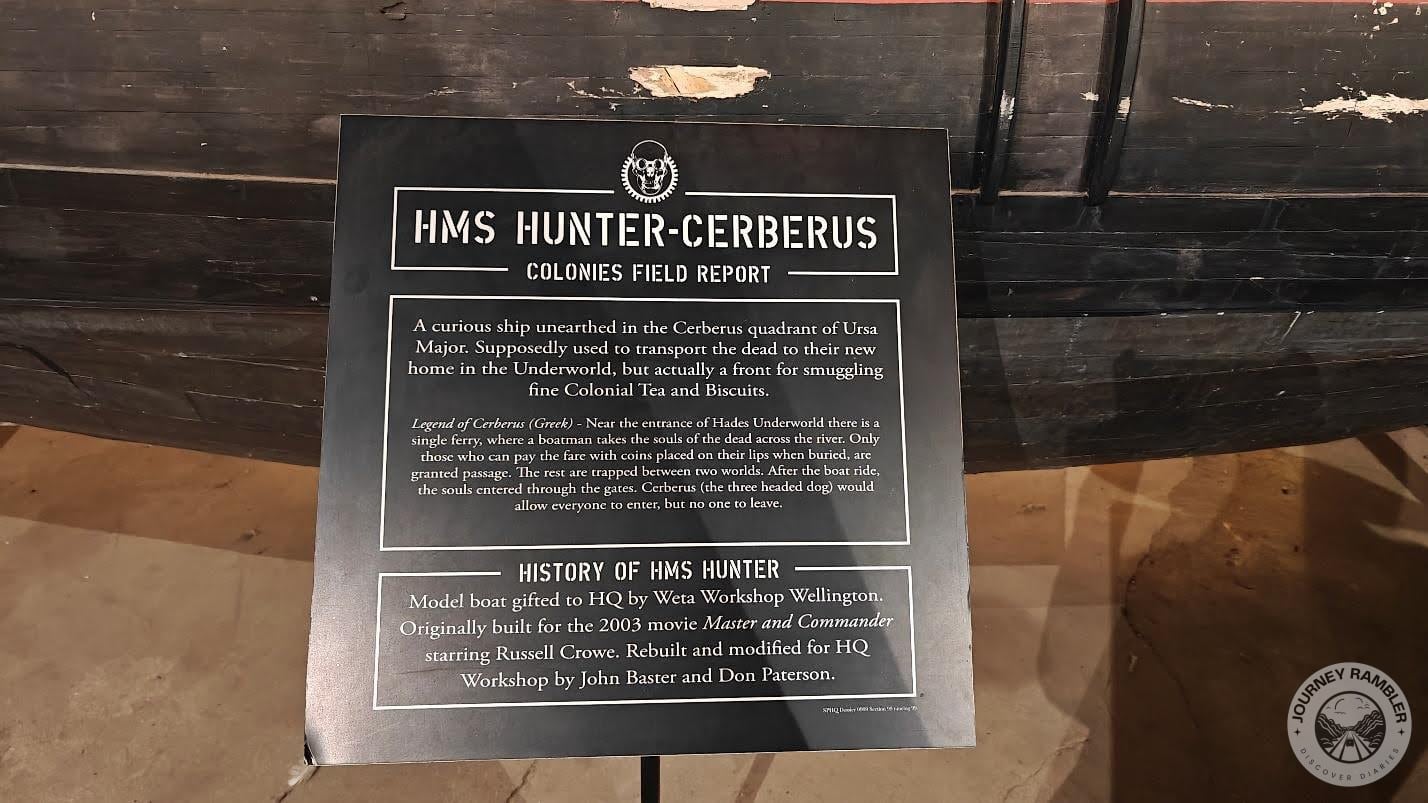 HMS HUNTER-CERBERUS
COLONIES FIELD REPORT
A curious ship unearthed in the Cerberus quadrant of Ursa
Major. Supposedly used to transport the dead to their new
home in the Underworld, but actually a front for smuggling
fine Colonial Tea and Biscuits.
Legend of Cerberus (Greek) - Near the entrance of Hades Underworld there is a
single ferry, where a boatman takes the souls of the dead across the river. Only
those who can pay the fare with coins placed on their lips when buried, are
granted passage. The rest are trapped between two worlds. After the boat ride,
the souls entered through the gates. Cerberus (the three headed dog) would
allow everyone to enter, but no one to leave.
HISTORY OF HMS HUNTER
Model boat gifted to HQ by Weta Workshop Wellington.
Originally built for the 2003 movie Master and Commander
starring Russell Crowe. Rebuilt and modified for HQ
Workshop by John Baster and Don Paterson.
SPHQ Dossier
JOURNEY RAMBLER
DISCOVER DIARIES